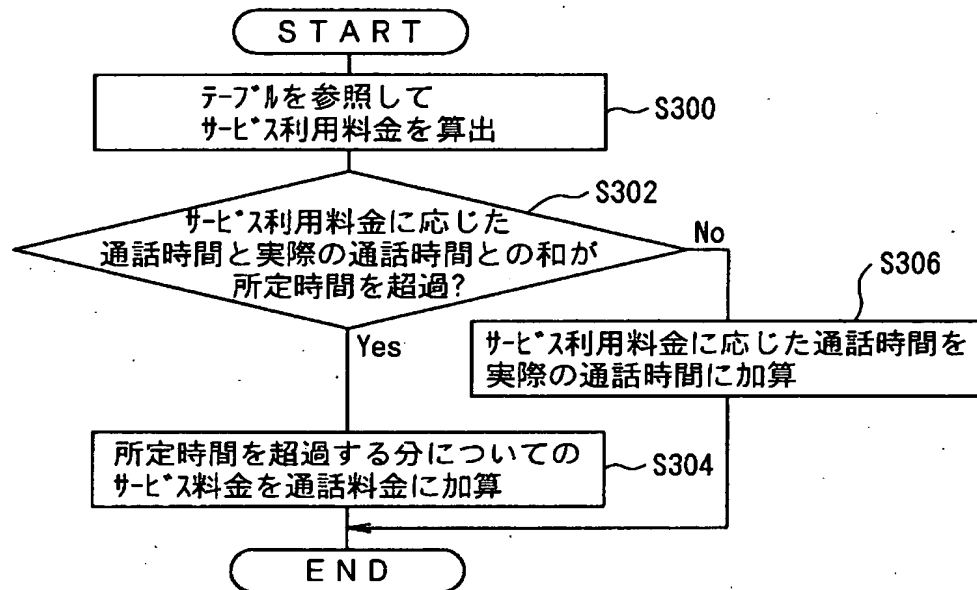 START
ﾃｰﾌﾞﾙを参照して
ｻｰﾋﾞｽ利用料金を算出
S300
S302
ｻｰﾋﾞｽ利用料金に応じた
通話時間と実際の通話時間との和が
所定時間を超過?
No
Yes
S306
ｻｰﾋﾞｽ利用料金に応じた通話時間を
実際の通話時間に加算
所定時間を超過する分についての
ｻｰﾋﾞｽ料金を通話料金に加算
S304
END